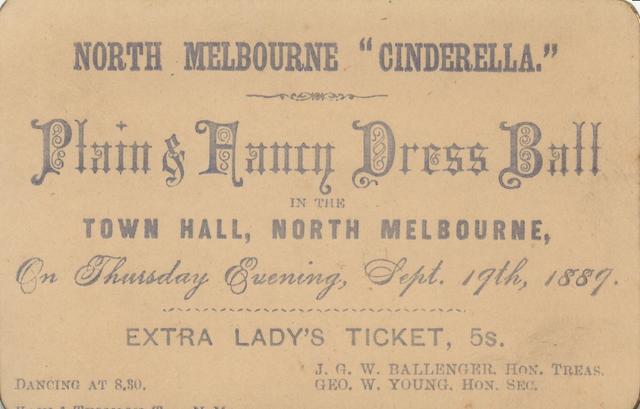 NORTH MELBOURNE "CINDERELLA."
Plain & Fancy Dress Ball
IN THE
TOWN HALL, NORTH MELBOURNE,
On Thursday Evening, Sept. 19th, 1889.
EXTRA LADY'S TICKET, 5s.
J. G. W. BALLENGER, HON. TREAS.
DANCING AT 8.30. GEO. W. YOUNG, HON. SEC.